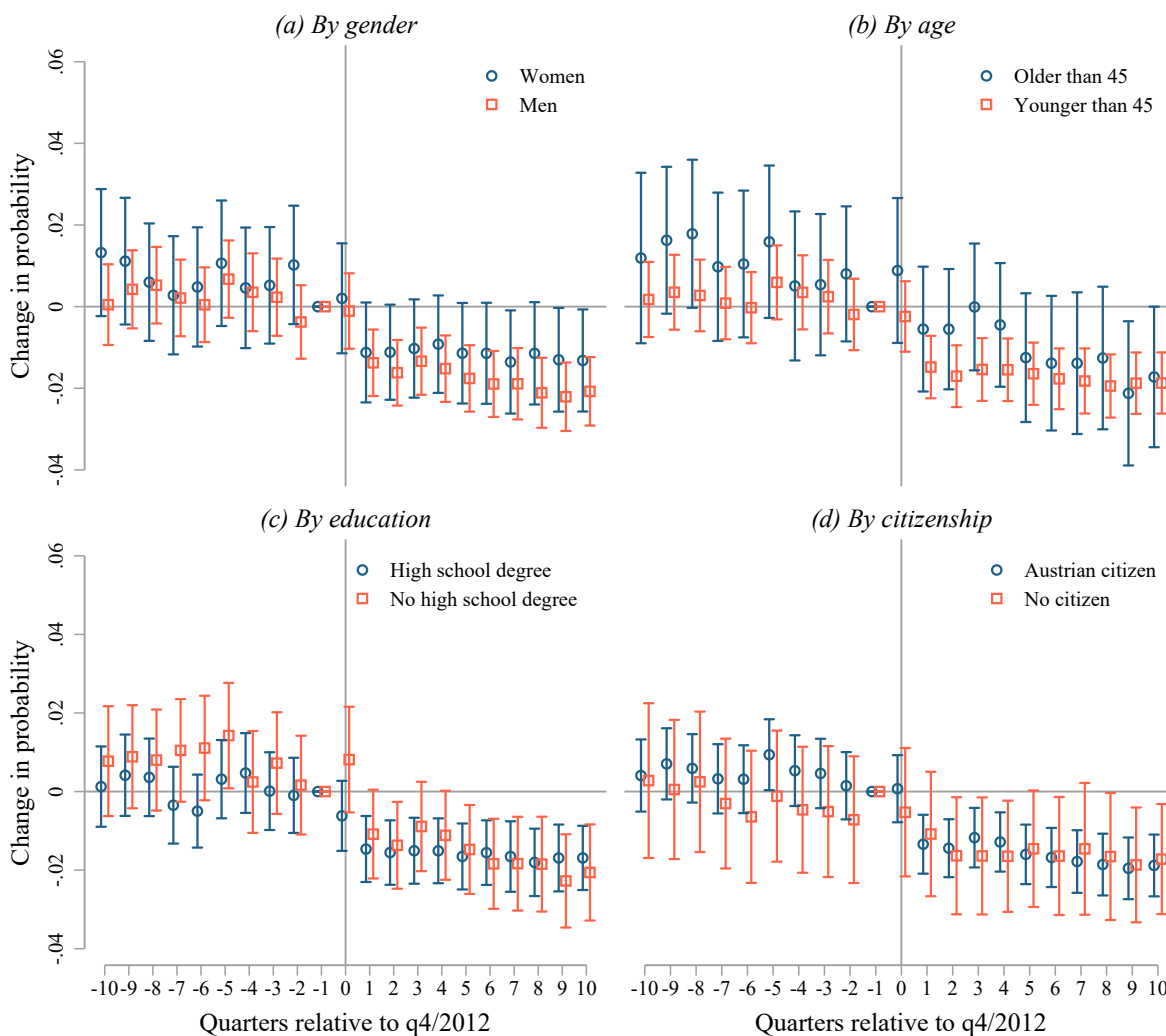 (a) By gender
(b) By age
Change in probability
.06
.04
.02
0
-.02
-.04
Women
Men
Older than 45
Younger than 45
(c) By education
(d) By citizenship
Change in probability
.06
.04
.02
0
-.02
-.04
High school degree
No high school degree
Austrian citizen
No citizen
-10 -9 -8 -7 -6 -5 -4 -3 -2 -1 0 1 2 3 4 5 6 7 8 9 10
-10 -9 -8 -7 -6 -5 -4 -3 -2 -1 0 1 2 3 4 5 6 7 8 9 10
Quarters relative to q4/2012
Quarters relative to q4/2012